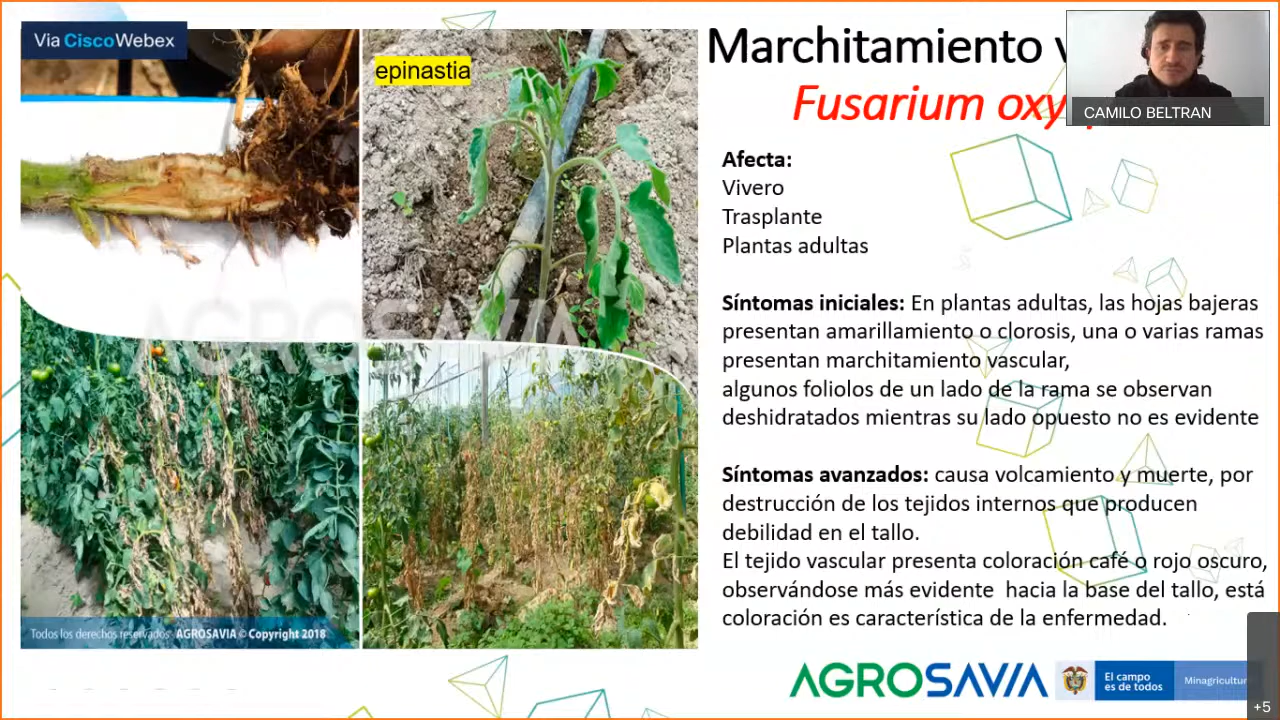 Via Cisco Webex
epinastia
Marchitamiento
Fusarium
CAMILO BELTRAN
Afecta:
Vivero
Trasplante
Plantas adultas
Síntomas iniciales: En plantas adultas, las hojas bajeras
presentan amarillamiento o clorosis, una o varias ramas
presentan marchitamiento vascular,
algunos foliolos de un lado de la rama se observan
deshidratados mientras su lado opuesto no es evidente
Síntomas avanzados: causa volcamiento y muerte, por
destrucción de los tejidos internos que producen
debilidad en el tallo.
El tejido vascular presenta coloración café o rojo oscuro,
observándose más evidente hacia la base del tallo, está
coloración es característica de la enfermedad.
AGROSAVIA
Todos los derechos reservados - AGROSAVIA © Copyright 2018
AGROSAVIA
El campo
es de todos
Minagricultura
+5